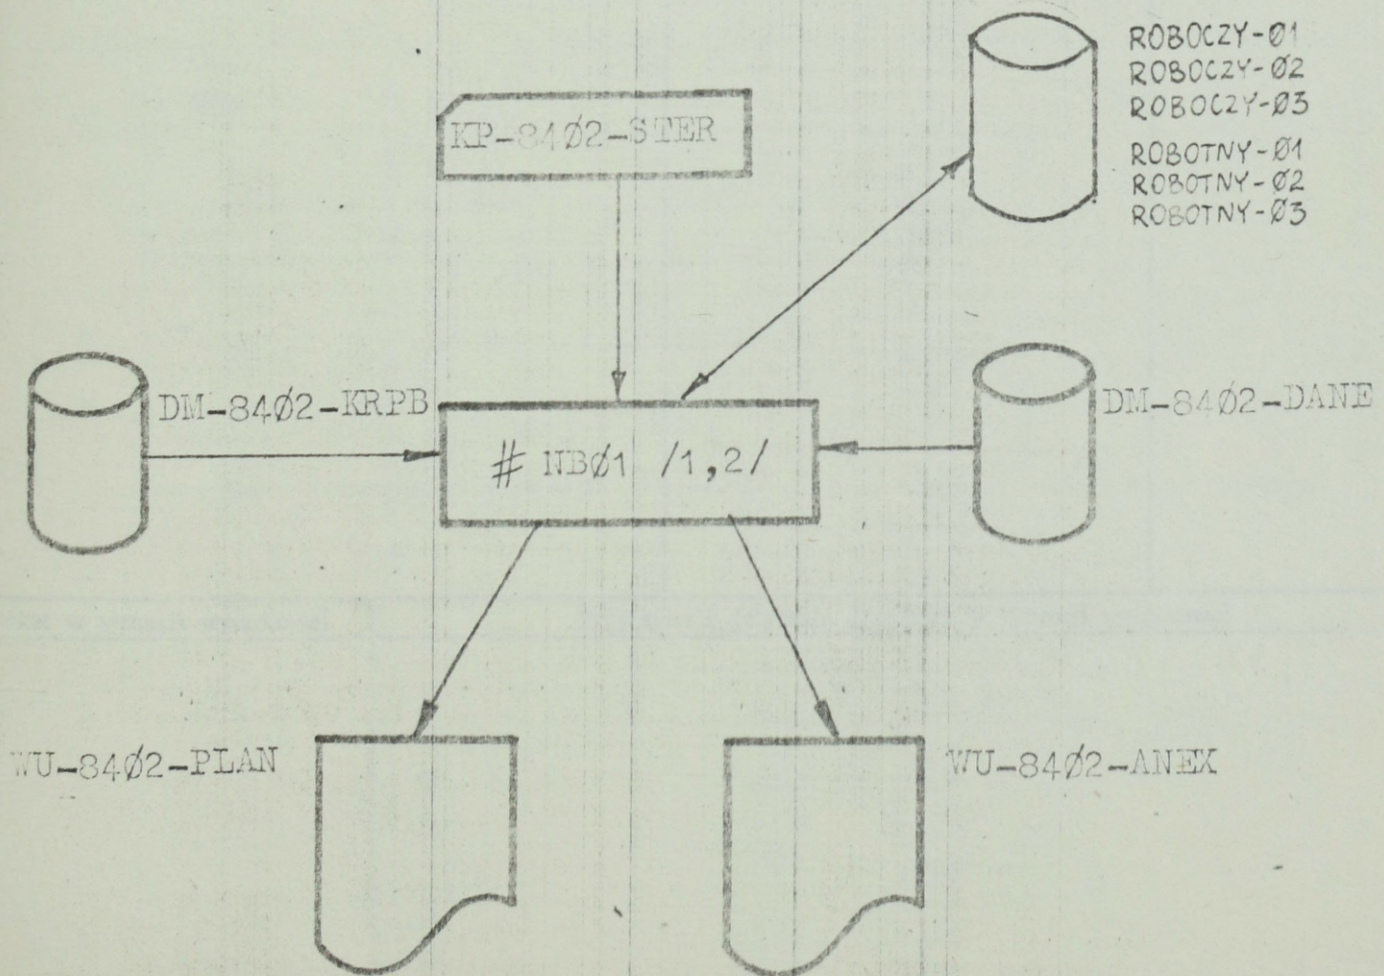 ROBOCZY-Ø1
ROBOCZY-Ø2
ROBOCZY-Ø3
ROBOTNY-Ø1
ROBOTNY-Ø2
ROBOTNY-Ø3
KP-84Ø2-STER
DM-84Ø2-KRPB
# NBØ1 /1,2/
DM-84Ø2-DANE
WU-84Ø2-PLAN
WU-84Ø2-ANEX